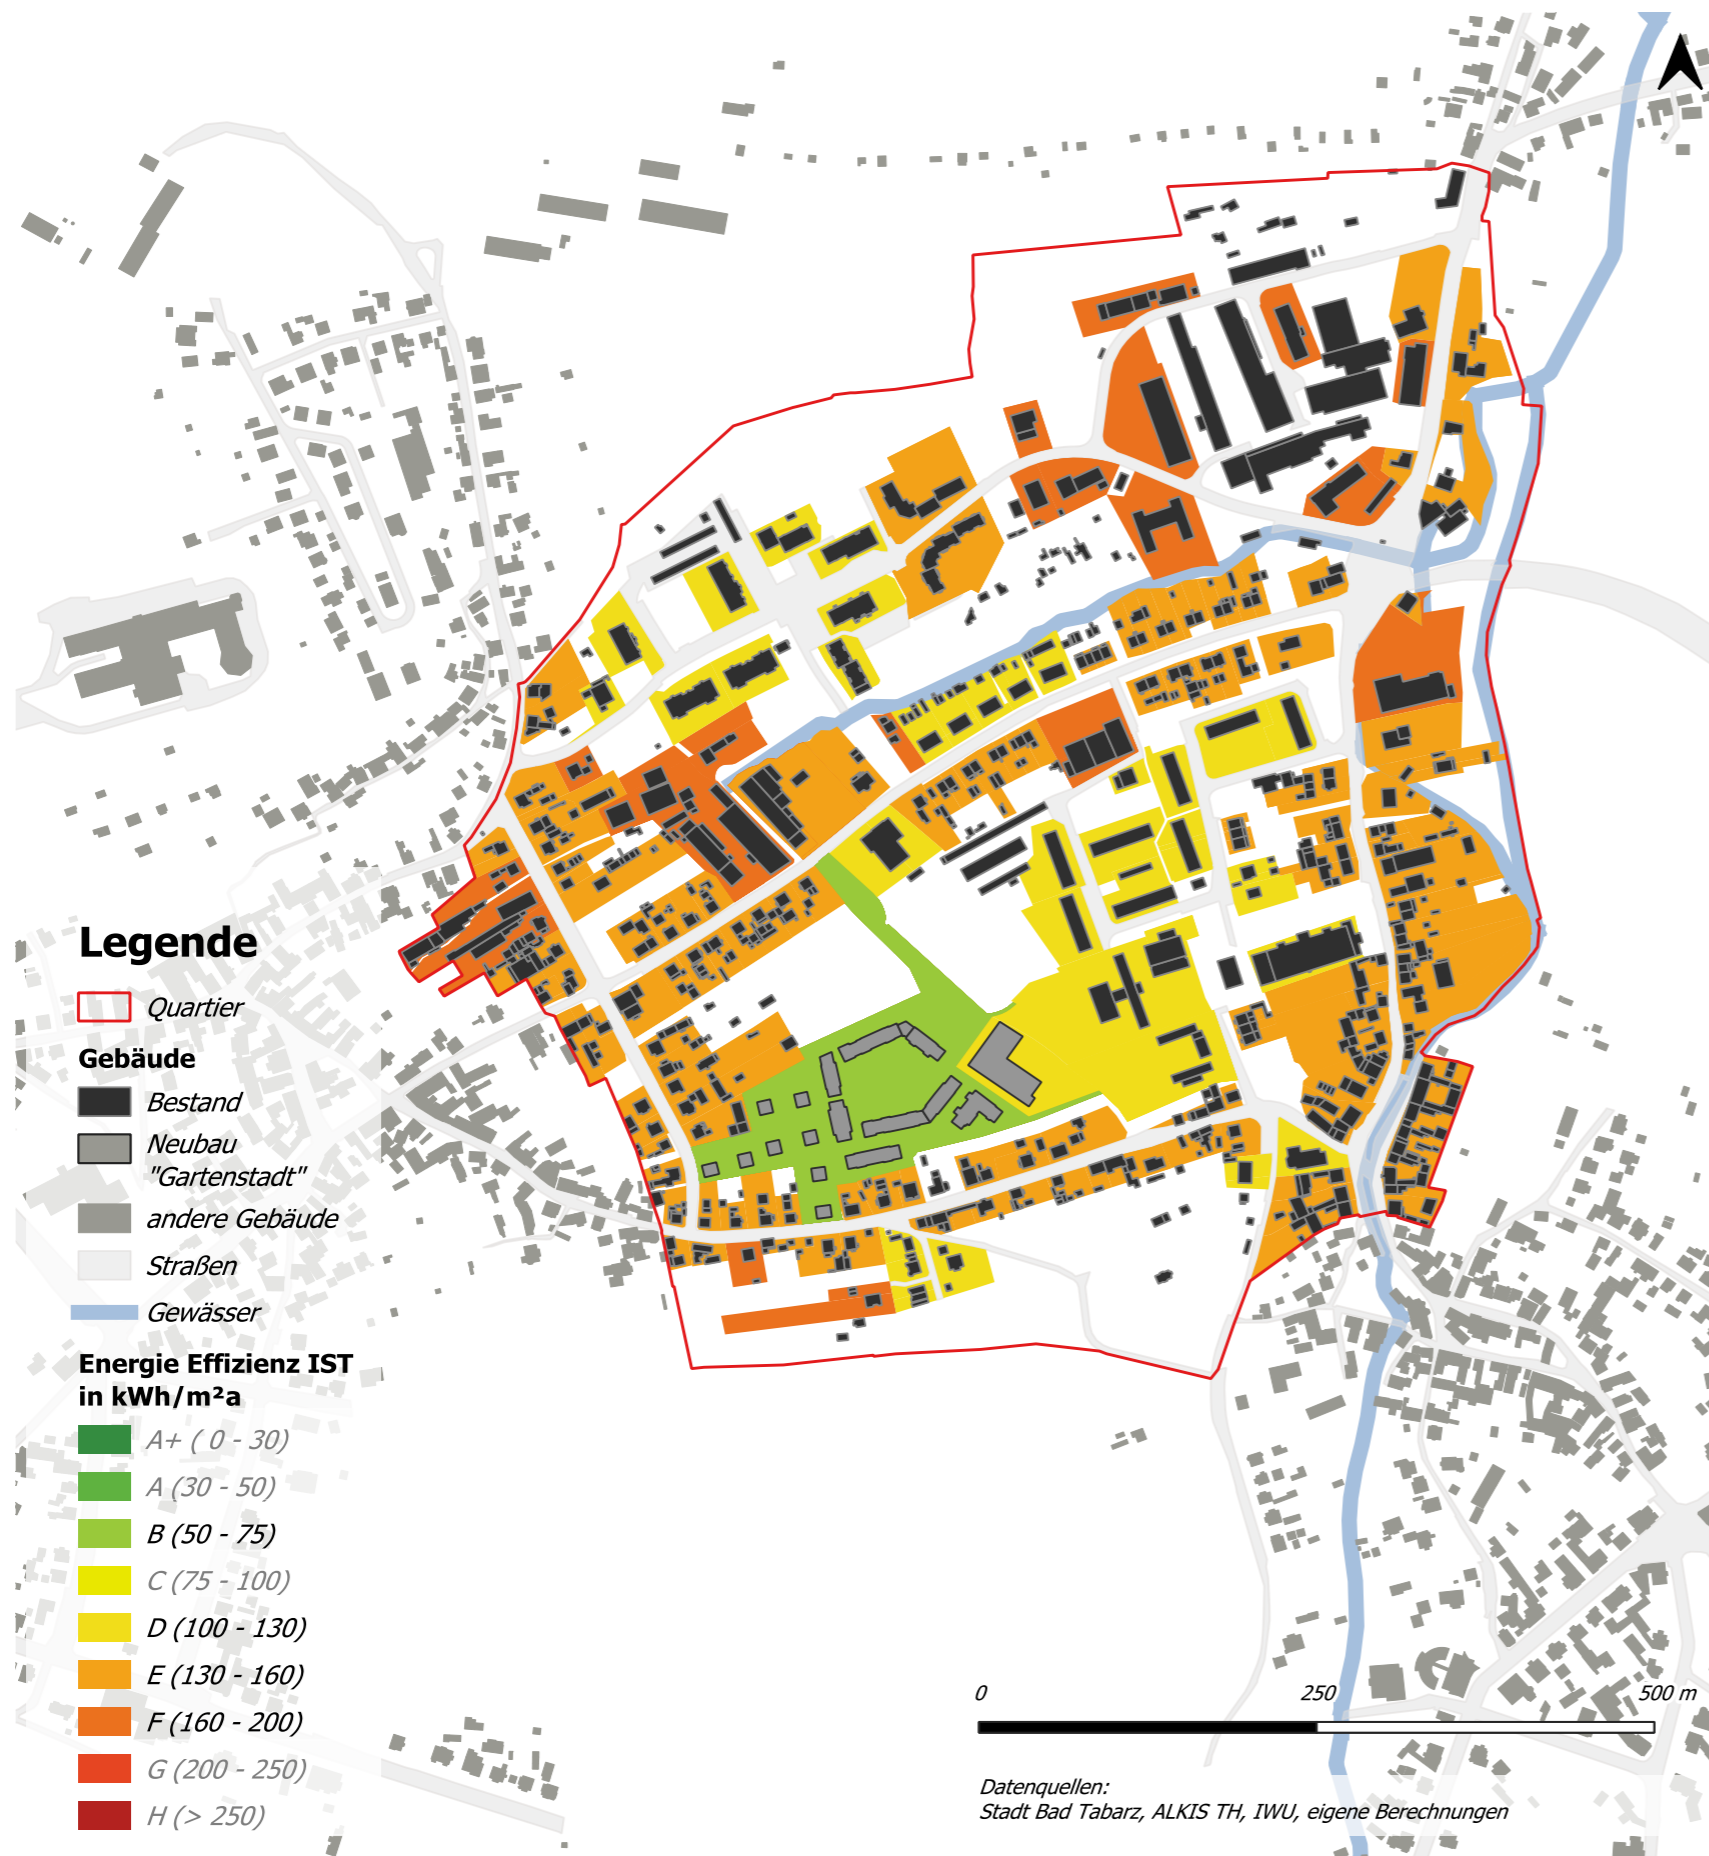 Legende
Quartier
Gebäude
Bestand
Neubau
"Gartenstadt"
andere Gebäude
Straßen
Gewässer
Energie Effizienz IST
in kWh/m²a
A+ ( 0 - 30)
A (30 - 50)
B (50 - 75)
C (75 - 100)
D (100 - 130)
E (130 - 160)
F (160 - 200)
G (200 - 250)
H (> 250)
0 250 500 m
Datenquellen:
Stadt Bad Tabarz, ALKIS TH, IWU, eigene Berechnungen